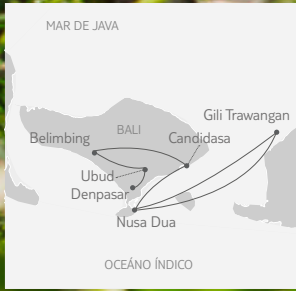 MAR DE JAVA
Gili Trawangan
BALI
Belimbing
Candidasa
Ubud
Denpasar
Nusa Dua
OCEÁNO ÍNDICO